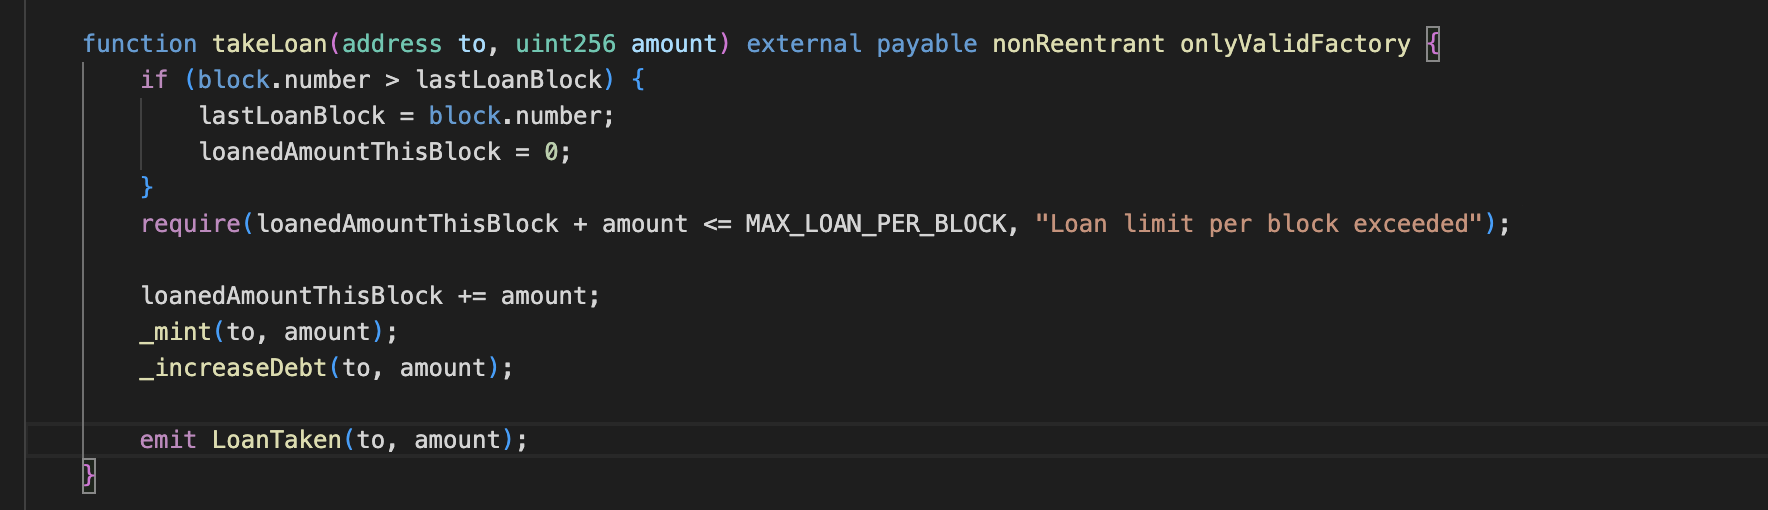 function takeLoan(address to, uint256 amount) external payable nonReentrant onlyValidFactory {
if (block.number > lastLoanBlock) {
lastLoanBlock = block.number;
loanedAmountThisBlock = 0;
}
require(loanedAmountThisBlock + amount <= MAX_LOAN_PER_BLOCK, "Loan limit per block exceeded");
loanedAmountThisBlock += amount;
_mint(to, amount);
_increaseDebt(to, amount);
emit LoanTaken(to, amount);
}